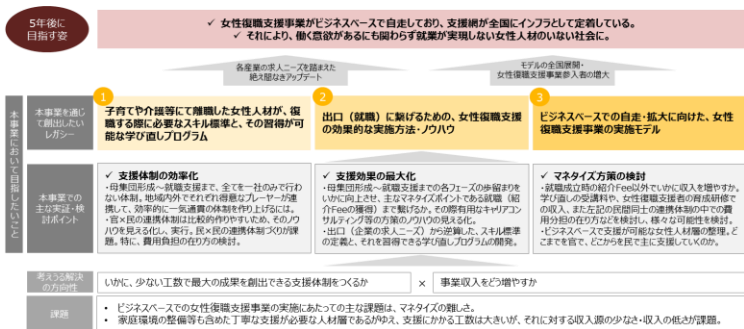 5年後に
目指す姿
✓ 女性復職支援事業がビジネスベースで自走しており、支援網が全国にインフラとして定着している。
✓ それにより、働く意欲があるにも関わらず就業が実現しない女性人材のいない社会に。
各産業の求人ニーズを踏まえた
絶え間なきアップデート
モデルの全国展開・
女性復職支援事業参入者の増大
本事業において目指したいこと
本事業を通じ
て創出したい
レガシー
1
子育てや介護等にて離職した女性人材が、復
職する際に必要なスキル標準と、その習得が可
能な学び直しプログラム
2
出口（就職）に繋げるための、女性復職支援
の効果的な実施方法・ノウハウ
3
ビジネスベースでの自走・拡大に向けた、女性
復職支援事業の実施モデル
本事業での
主な実証・検
討ポイント
✓ 支援体制の効率化
・母集団形成～就職支援まで、全てを一社のみで行わ
ない体制。地域内外でそれぞれ得意なプレーヤーが連
携して、効率的に一気通貫の体制を作り上げるには。
・官×民の連携体制は比較的作りやすいため、そのノウ
ハウを見える化し、実行。民×民の連携体制づくりが課
題。特に、費用負担の在り方の検討。
✓ 支援効果の最大化
・母集団形成～就職支援までの各フェーズの歩留まりを
いかに向上させ、主なマネタイズポイントである就職（紹
介Feeの獲得）まで繋げるか。その際有用なキャリアコン
サルティング等の方策のノウハウの見える化。
・出口（企業の求人ニーズ）から逆算した、スキル標準
の定義と、それを習得できる学び直しプログラムの開発。
✓ マネタイズ方策の検討
・就職成立時の紹介Fee以外でいかに収入を増やすか。
学び直しの受講料や、女性復職支援者の育成研修で
の収入、また左記の民間同士の連携体制の中での費
用分担の在り方などを検討し、様々な可能性を検討。
・ビジネスベースで支援が可能な女性人材層の整理。ど
こまでを官で、どこからを民で主に支援していくのか。
考えうる解決
の方向性
いかに、少ない工数で最大の成果を創出できる支援体制をつくるか × 事業収入をどう増やすか
課題
• ビジネスベースでの女性復職支援事業の実施にあたっての主な課題は、マネタイズの難しさ。
• 家庭環境の整備等も含めた丁寧な支援が必要な人材層であるがゆえ、支援にかかる工数は大きいが、それに対する収入源の少なさ・収入の低さが課題。